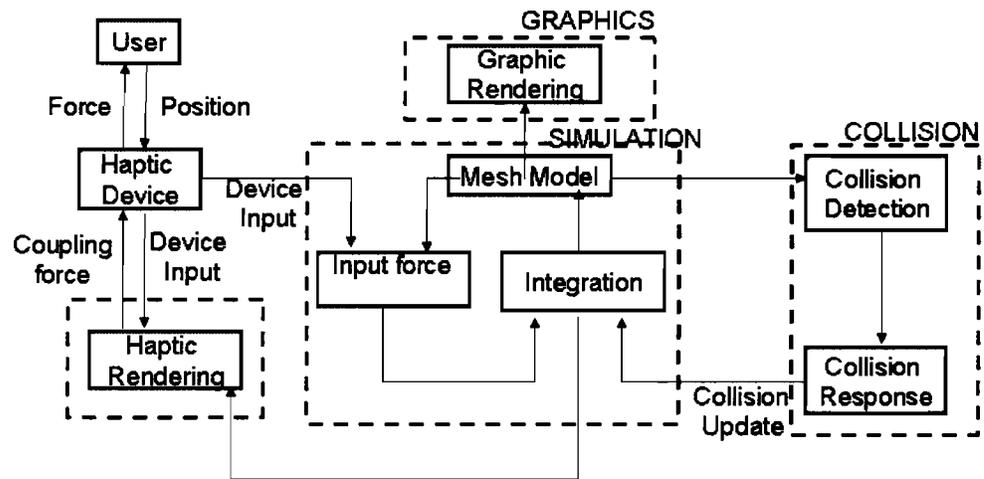 GRAPHICS
User
Graphic
Rendering
Force
Position
SIMULATION
COLLISION
Haptic
Device
Device
Input
Mesh Model
Collision
Detection
Coupling
force
Device
Input
Input force
Integration
Haptic
Rendering
Collision
Response
Collision
Update